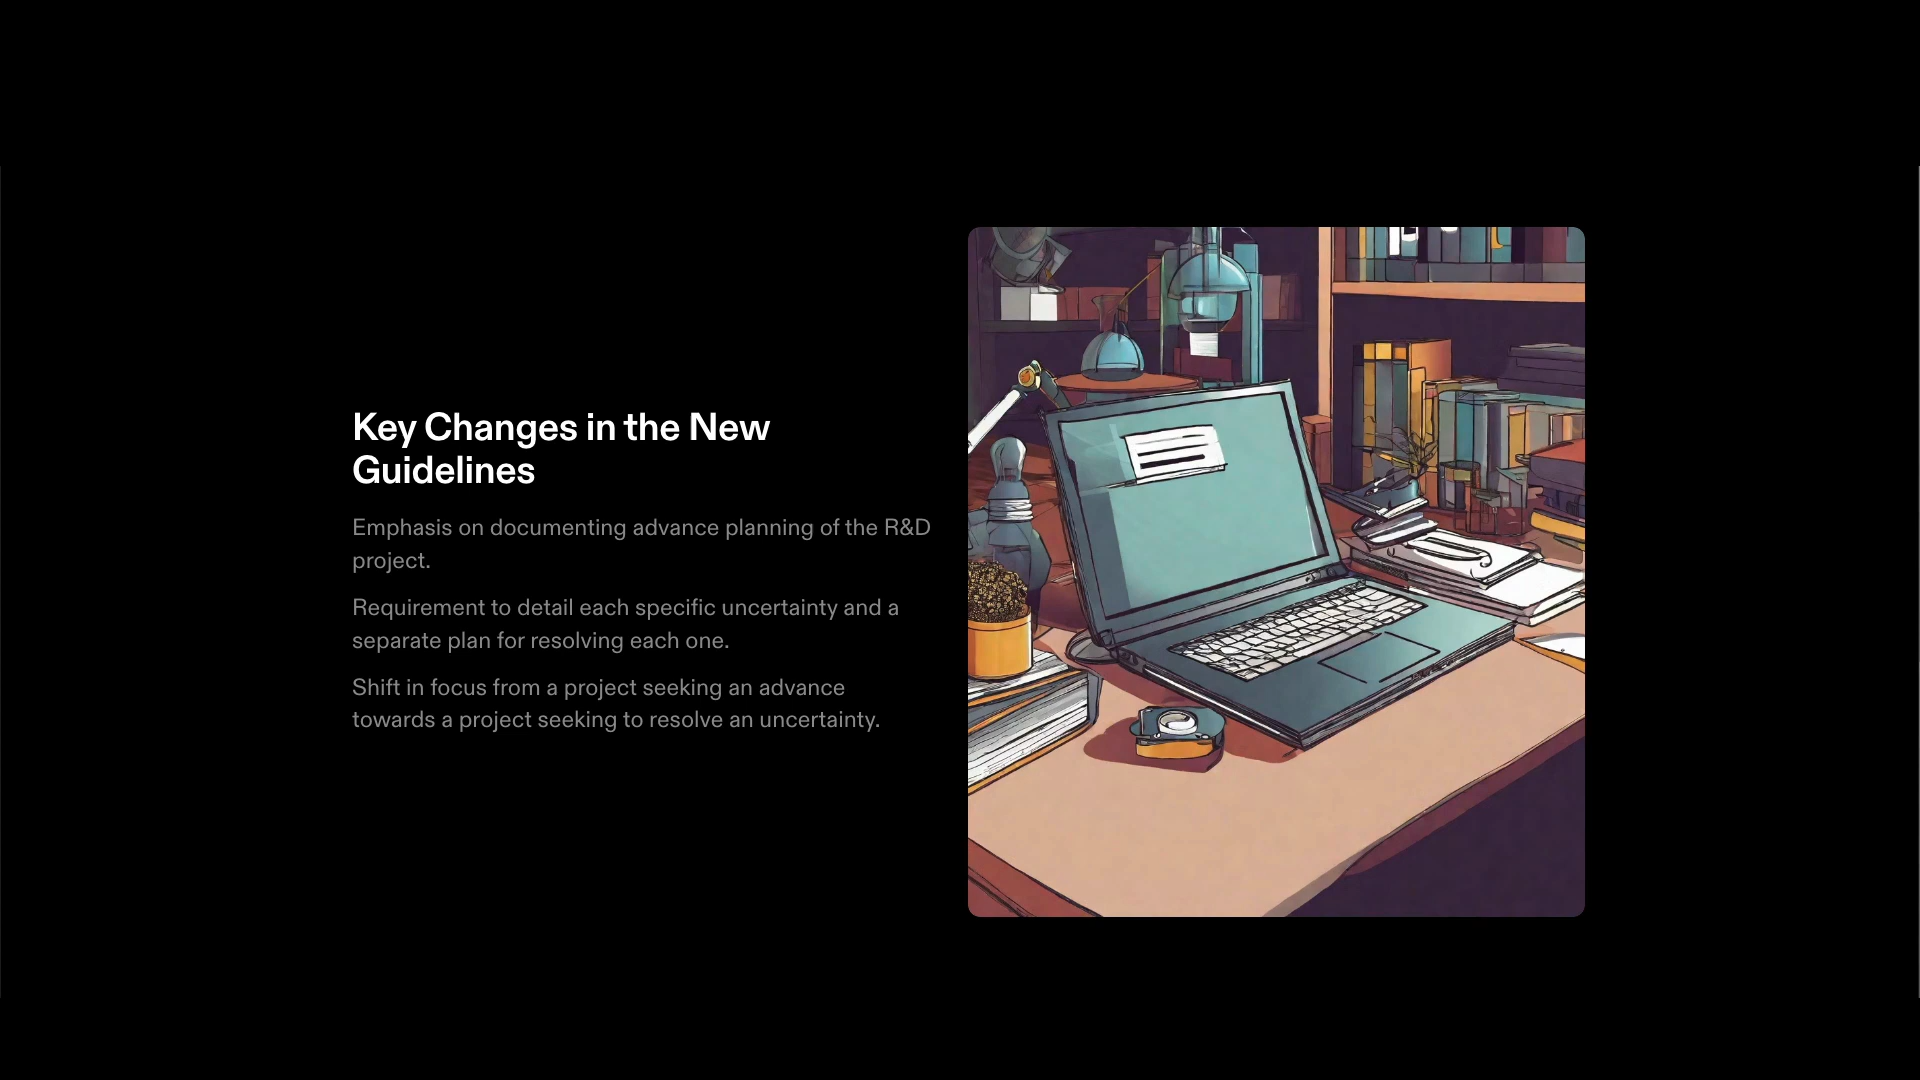 Key Changes in the New
Guidelines
Emphasis on documenting advance planning of the R&D
project.
Requirement to detail each specific uncertainty and a
separate plan for resolving each one.
Shift in focus from a project seeking an advance
towards a project seeking to resolve an uncertainty.